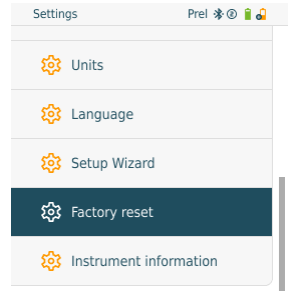 Settings
Prel
Units
Language
Setup Wizard
Factory reset
Instrument information